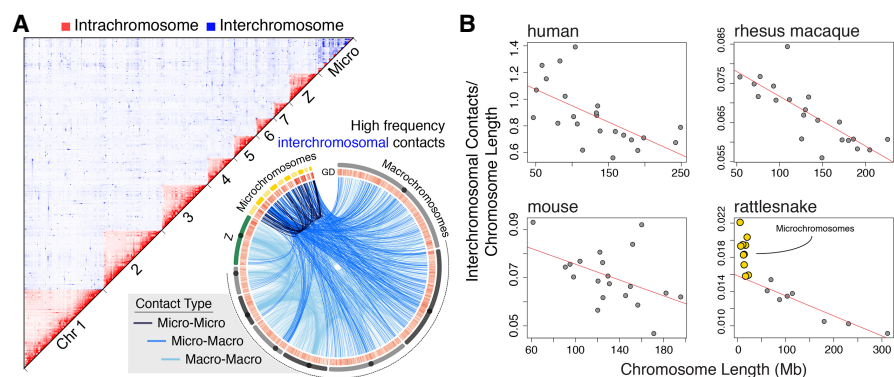 A
Intrachromosome
Interchromosome
Chr 1
2
3
4
5
6
7
Z
Micro
High frequency
interchromosomal contacts
Microchromosomes
GD
Macrochromosomes
Z
Contact Type
Micro-Micro
Micro-Macro
Macro-Macro
B
Interchromosomal Contacts/
Chromosome Length
human
1.4
1.2
1.0
0.8
0.6
50
100
150
200
250
rhesus macaque
0.085
0.075
0.065
0.055
50
100
150
200
mouse
0.09
0.07
0.05
60
100
140
180
rattlesnake
Microchromosomes
0.022
0.018
0.014
0.010
0
100
200
300
Chromosome Length (Mb)